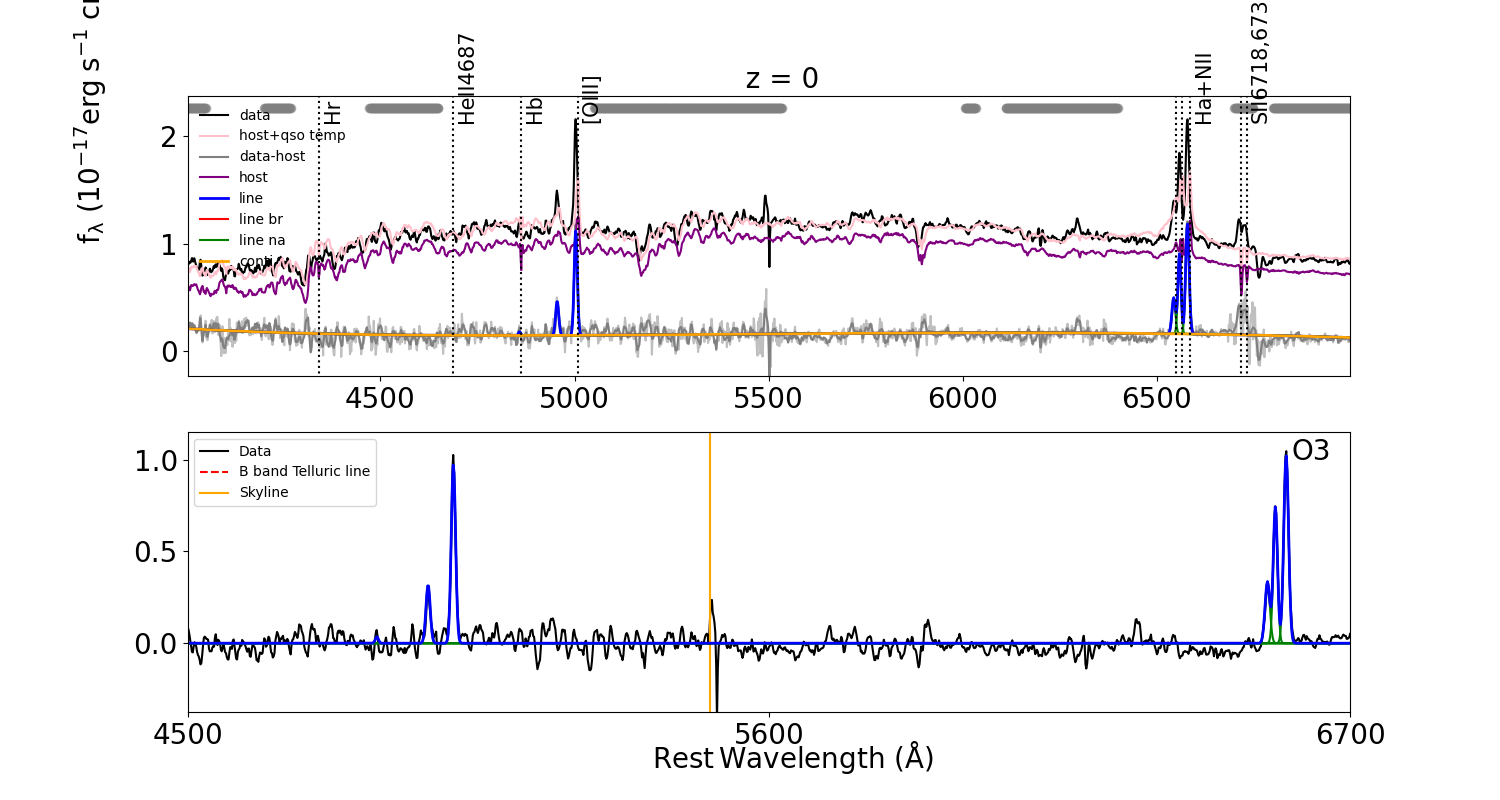 z = 0
f_λ (10^−17 erg s^−1 c
Hr
HeII4687
Hb
[OIII]
Ha+NII
SII6718,673
data
host+qso temp
data-host
host
line
line br
line na
conti
2
1
0
4500
5000
5500
6000
6500
Data
B band Telluric line
Skyline
O3
1.0
0.5
0.0
4500
5600
6700
Rest Wavelength (Å)